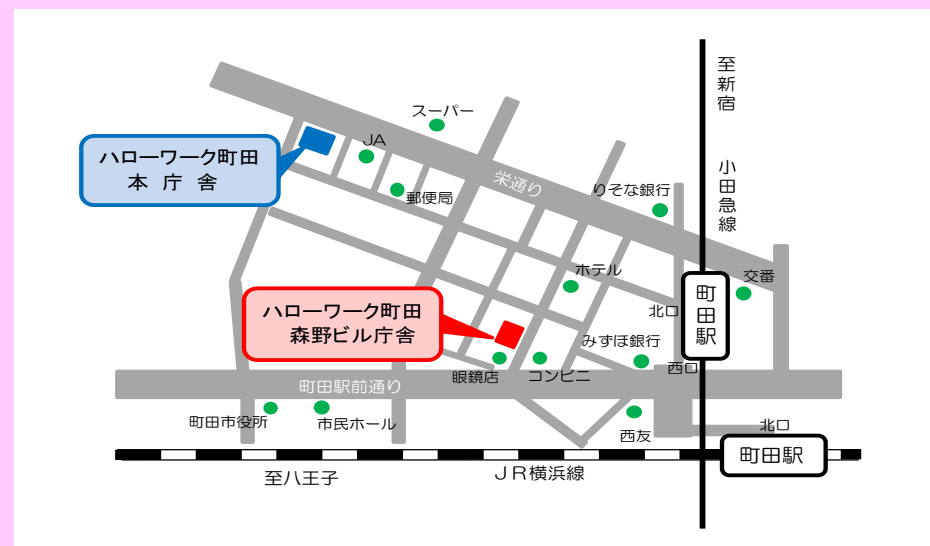 至新宿
小田急線
スーパー
JA
ハローワーク町田
本 庁 舎
郵便局
栄通り
りそな銀行
ホテル
交番
町田駅
北口
ハローワーク町田
森野ビル庁舎
みずほ銀行
西口
眼鏡店
コンビニ
町田駅前通り
町田市役所
市民ホール
西友
北口
町田駅
至八王子
ＪＲ横浜線